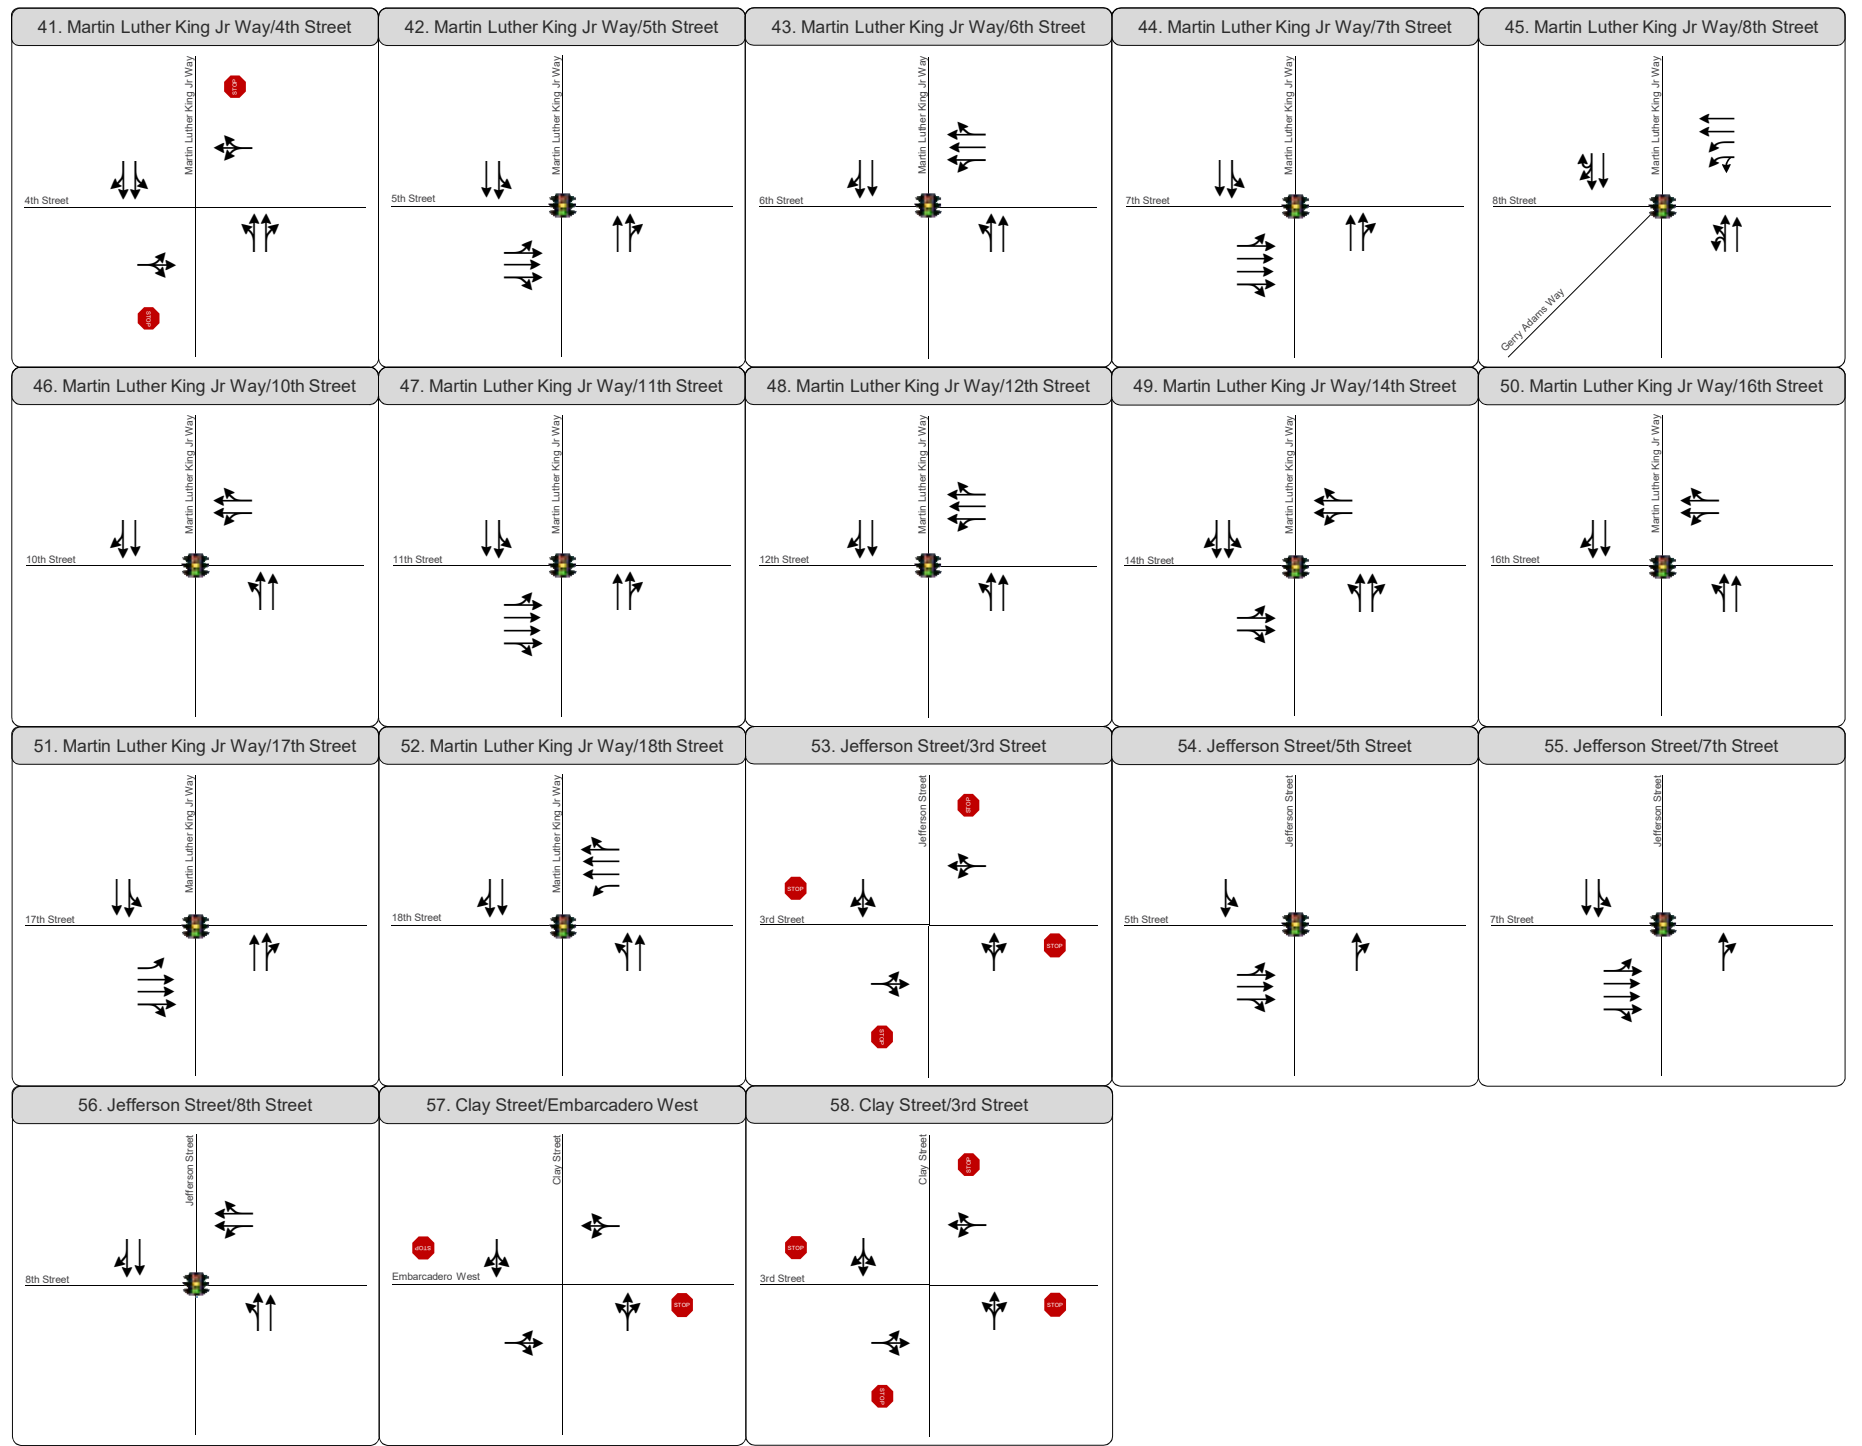 41. Martin Luther King Jr Way/4th Street
Martin Luther King Jr Way
STOP
4th Street
STOP
42. Martin Luther King Jr Way/5th Street
Martin Luther King Jr Way
5th Street
43. Martin Luther King Jr Way/6th Street
Martin Luther King Jr Way
6th Street
44. Martin Luther King Jr Way/7th Street
Martin Luther King Jr Way
7th Street
45. Martin Luther King Jr Way/8th Street
Martin Luther King Jr Way
8th Street
Gerry Adams Way
46. Martin Luther King Jr Way/10th Street
Martin Luther King Jr Way
10th Street
47. Martin Luther King Jr Way/11th Street
Martin Luther King Jr Way
11th Street
48. Martin Luther King Jr Way/12th Street
Martin Luther King Jr Way
12th Street
49. Martin Luther King Jr Way/14th Street
Martin Luther King Jr Way
14th Street
50. Martin Luther King Jr Way/16th Street
Martin Luther King Jr Way
16th Street
51. Martin Luther King Jr Way/17th Street
Martin Luther King Jr Way
17th Street
52. Martin Luther King Jr Way/18th Street
Martin Luther King Jr Way
18th Street
53. Jefferson Street/3rd Street
Jefferson Street
STOP
STOP
3rd Street
STOP
STOP
54. Jefferson Street/5th Street
Jefferson Street
5th Street
55. Jefferson Street/7th Street
Jefferson Street
7th Street
56. Jefferson Street/8th Street
Jefferson Street
8th Street
57. Clay Street/Embarcadero West
Clay Street
STOP
Embarcadero West
STOP
58. Clay Street/3rd Street
Clay Street
STOP
STOP
3rd Street
STOP
STOP